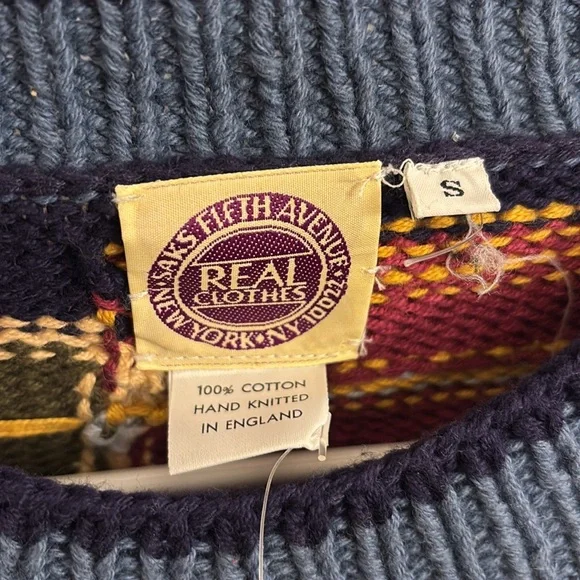 SAKS FIFTH AVENUE
REAL
CLOTHES
• NEW YORK • NY 10022 •
S
100% COTTON
HAND KNITTED
IN ENGLAND